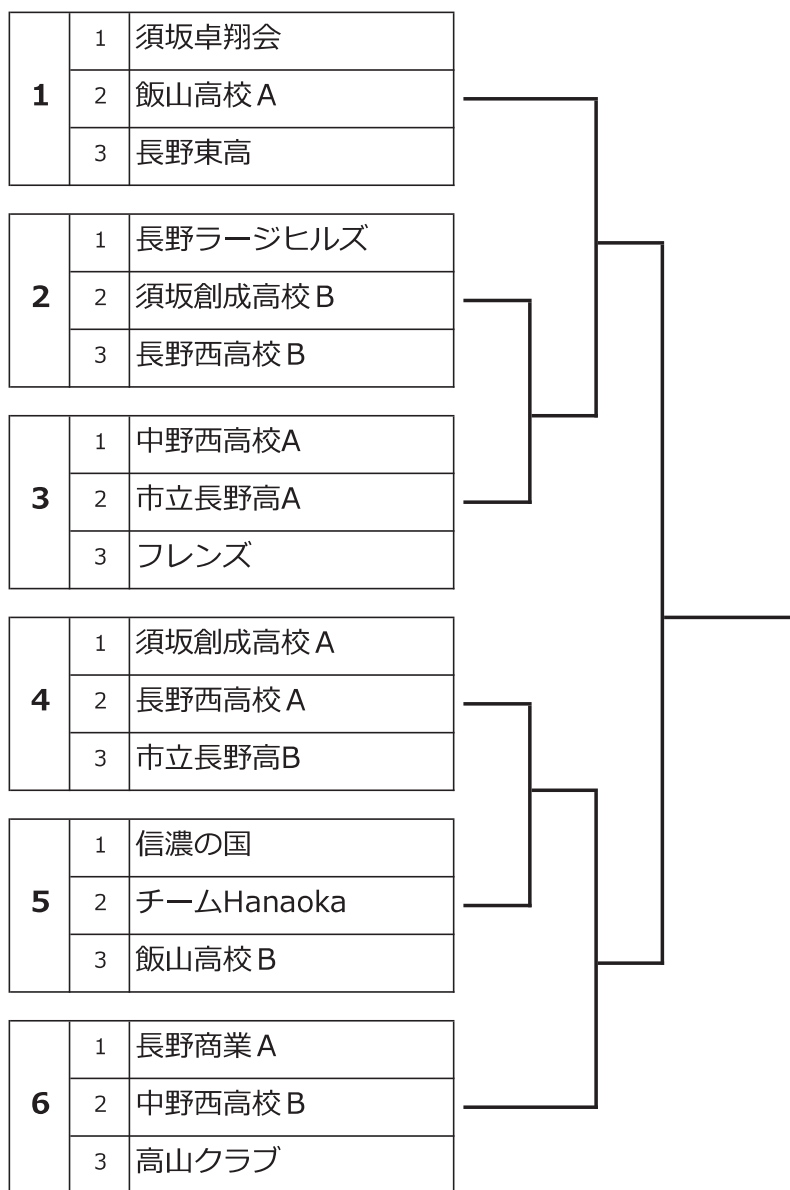 1
1 須坂卓翔会
2 飯山高校A
3 長野東高
2
1 長野ラージヒルズ
2 須坂創成高校B
3 長野西高校B
3
1 中野西高校A
2 市立長野高A
3 フレンズ
4
1 須坂創成高校A
2 長野西高校A
3 市立長野高B
5
1 信濃の国
2 チームHanaoka
3 飯山高校B
6
1 長野商業A
2 中野西高校B
3 高山クラブ